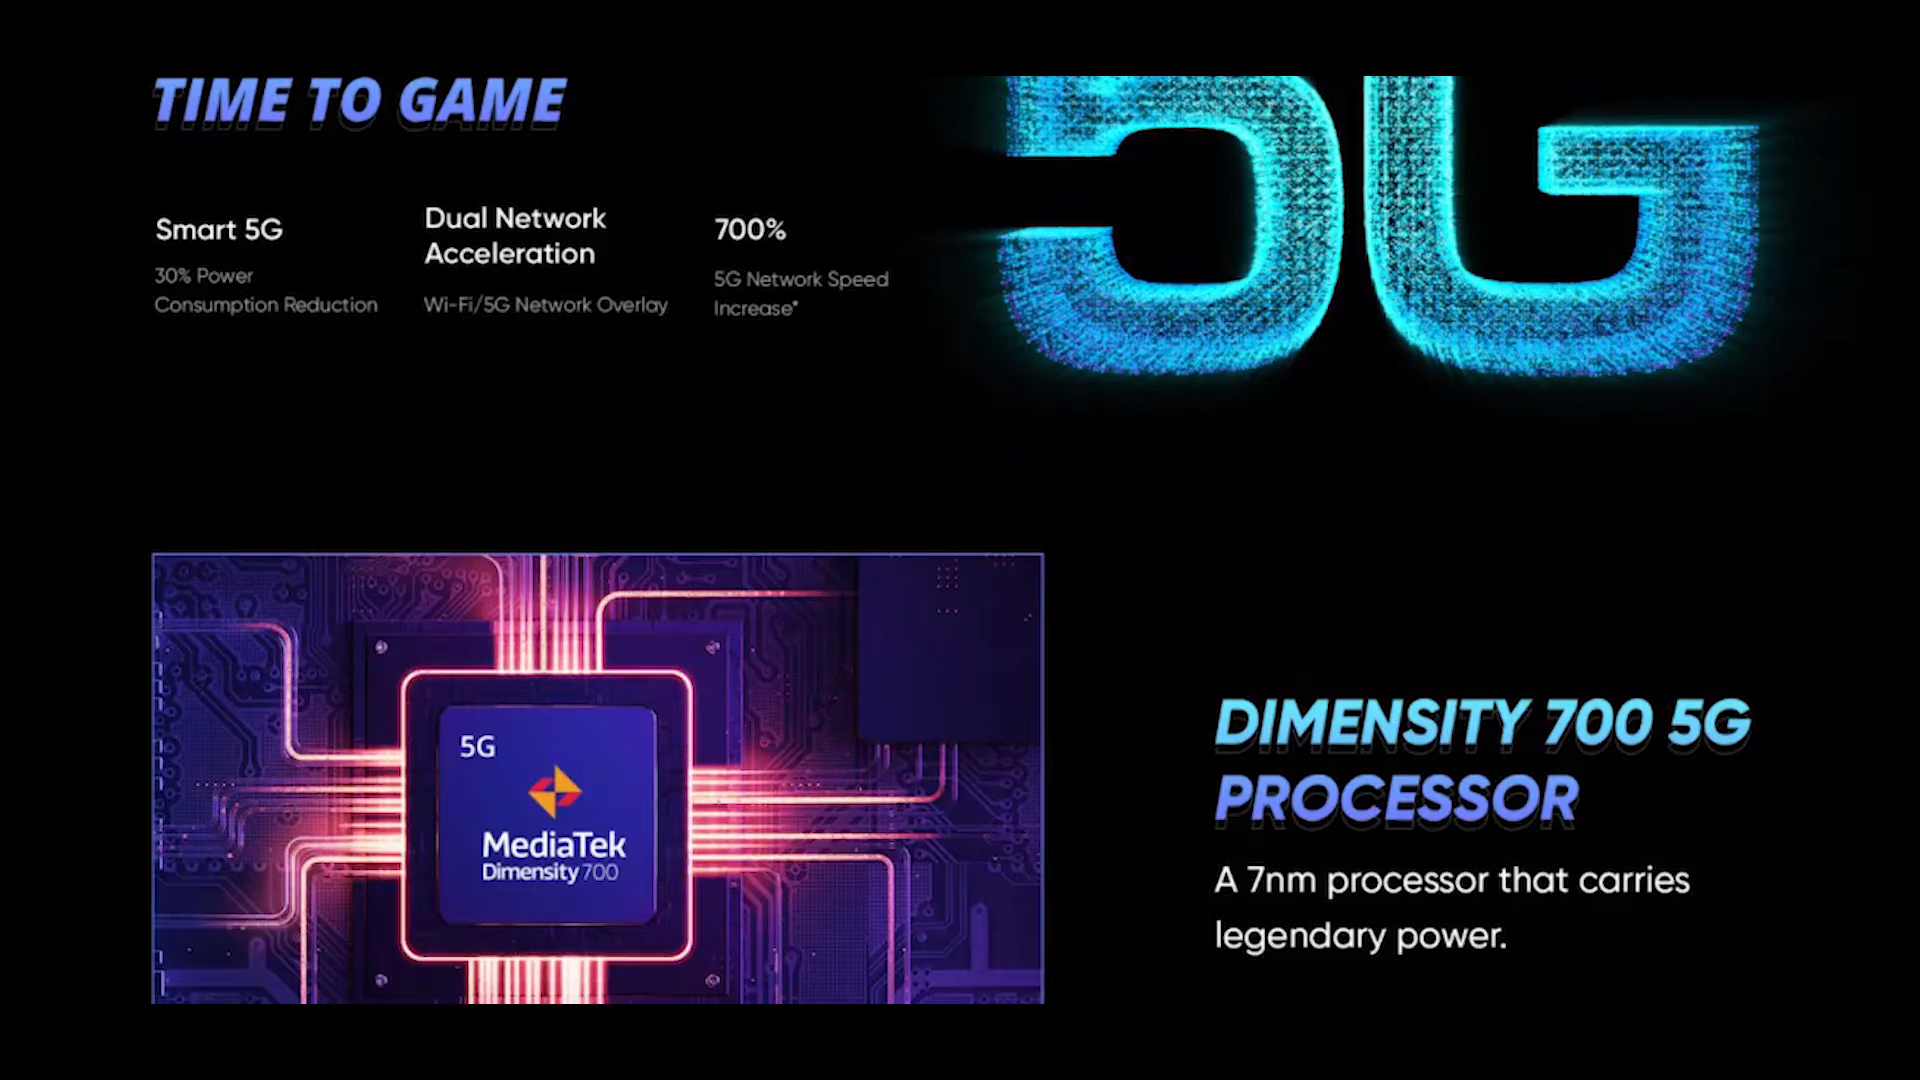 TIME TO GAME
5G
Smart 5G
30% Power
Consumption Reduction
Dual Network
Acceleration
Wi-Fi/5G Network Overlay
700%
5G Network Speed
Increase*
5G
MediaTek
Dimensity 700
DIMENSITY 700 5G
PROCESSOR
A 7nm processor that carries
legendary power.